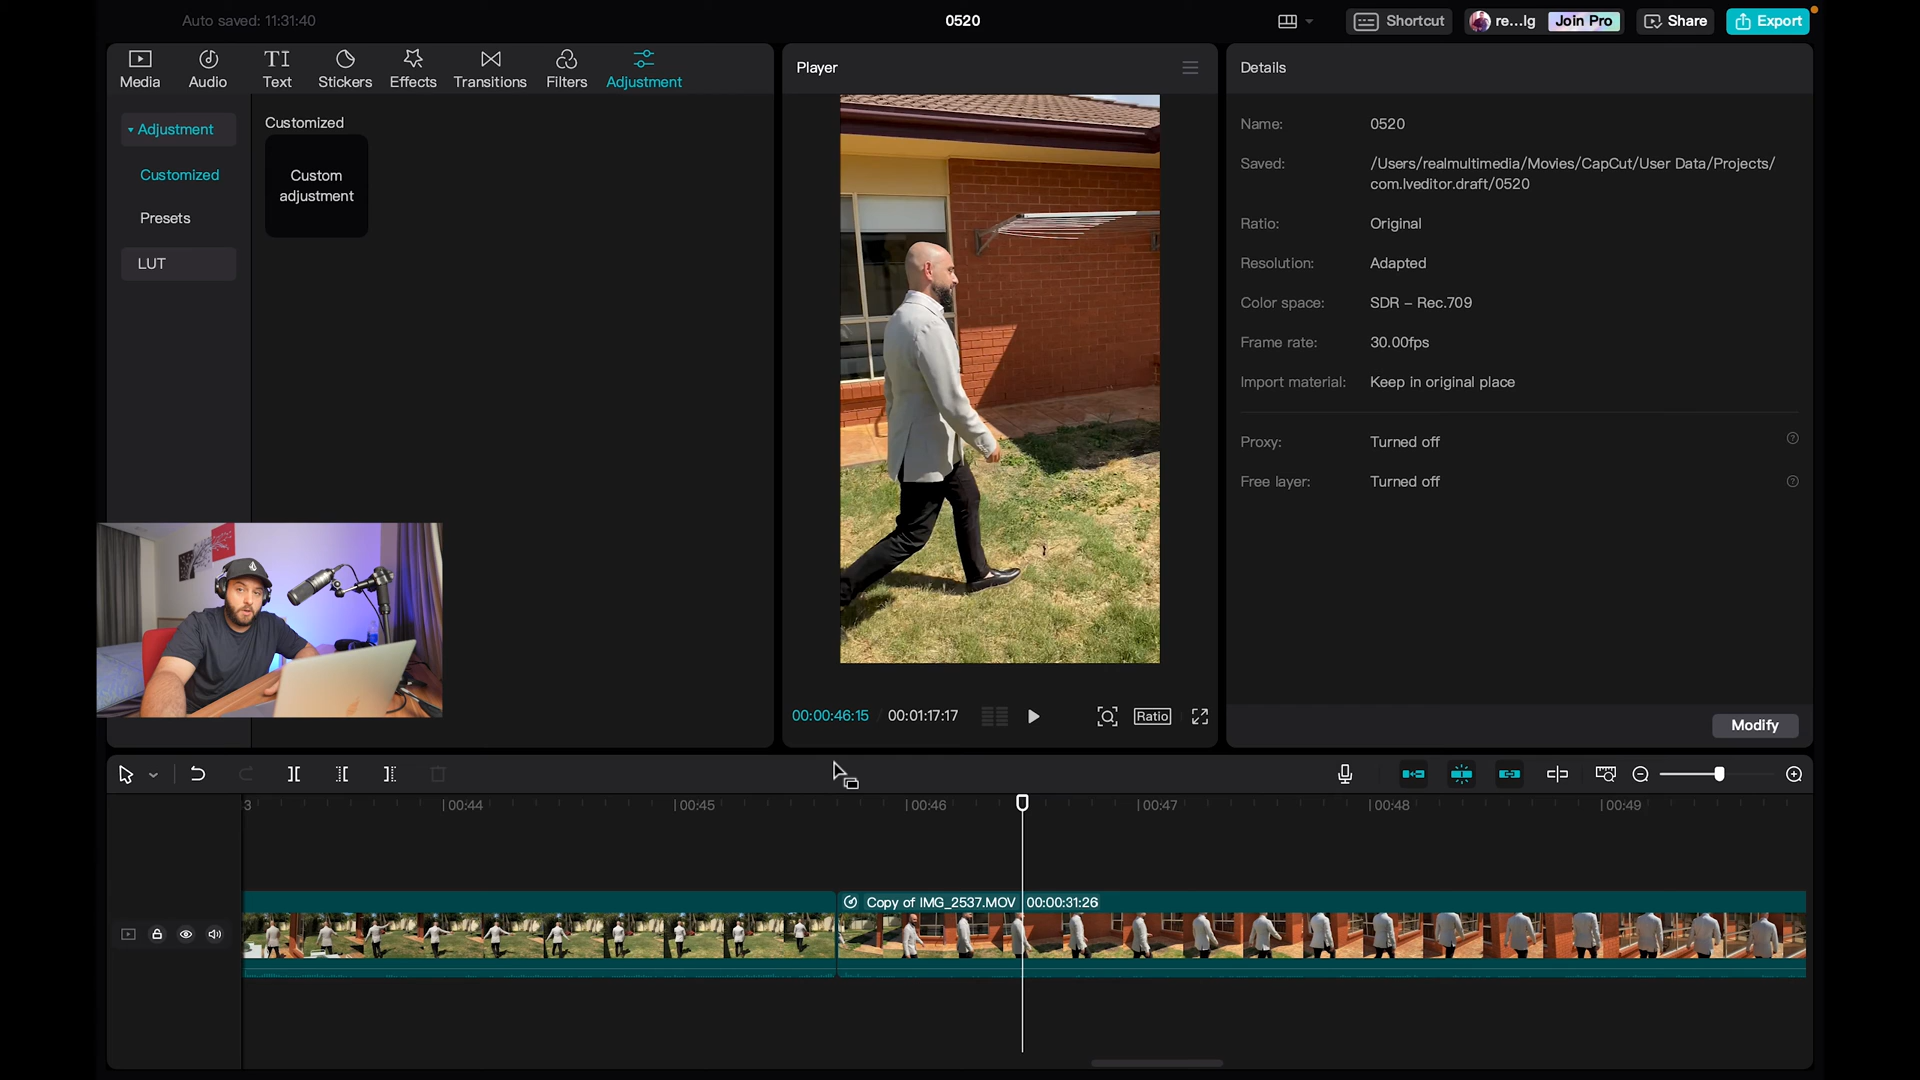 Auto saved: 11:31:40
0520
Shortcut
re...lg
Join Pro
Share
Export
Media
Audio
TI
Text
Stickers
Effects
Transitions
Filters
Adjustment
Adjustment
Customized
Presets
LUT
Customized
Custom
adjustment
Player
00:00:46:15
00:01:17:17
Ratio
Details
Name: 0520
Saved: /Users/realmultimedia/Movies/CapCut/User Data/Projects/
com.lveditor.draft/0520
Ratio: Original
Resolution: Adapted
Color space: SDR – Rec.709
Frame rate: 30.00fps
Import material: Keep in original place
Proxy: Turned off
Free layer: Turned off
Modify
3
00:44
00:45
00:46
00:47
00:48
00:49
Copy of IMG_2537.MOV 00:00:31:26